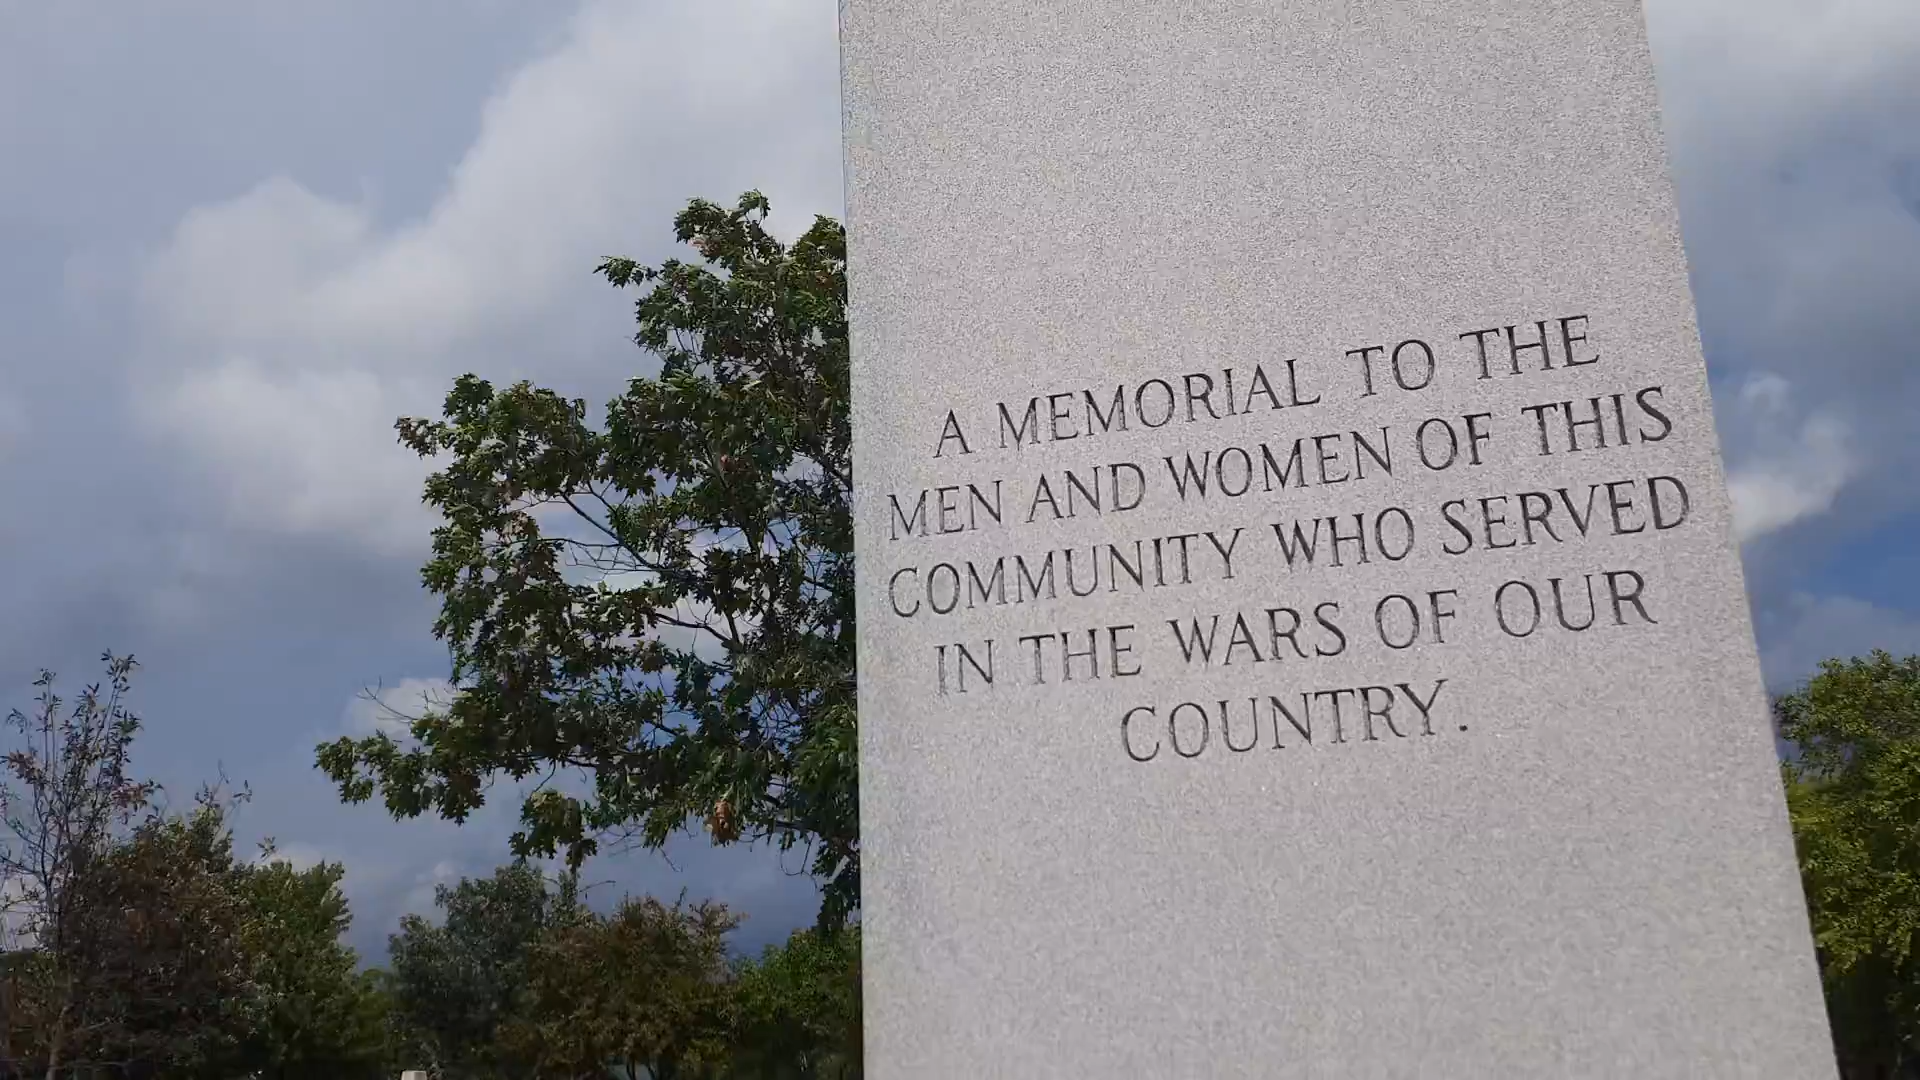 A MEMORIAL TO THE
MEN AND WOMEN OF THIS
COMMUNITY WHO SERVED
IN THE WARS OF OUR
COUNTRY.